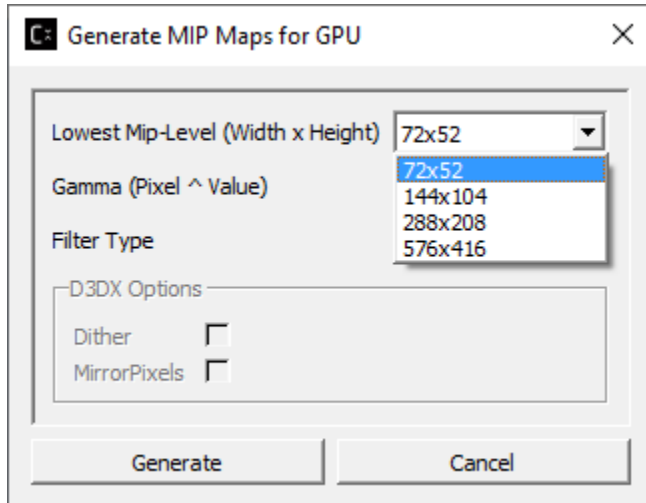 Generate MIP Maps for GPU
Lowest Mip-Level (Width x Height) 72x52
72x52
Gamma (Pixel ^ Value)
144x104
288x208
Filter Type
576x416
D3DX Options
Dither
MirrorPixels
Generate Cancel